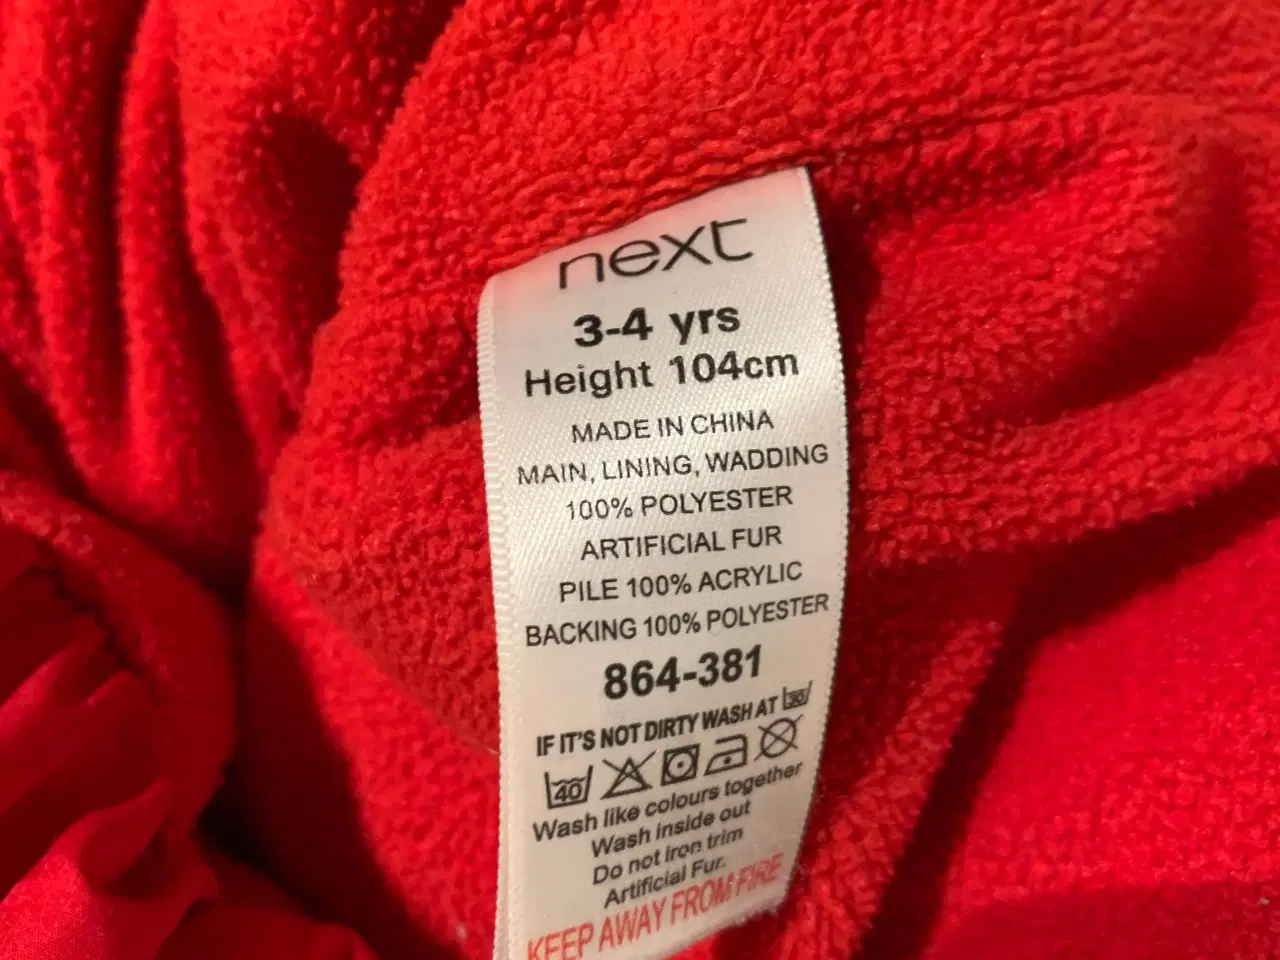 next
3-4 yrs
Height 104cm
MADE IN CHINA
MAIN, LINING, WADDING
100% POLYESTER
ARTIFICIAL FUR
PILE 100% ACRYLIC
BACKING 100% POLYESTER
864-381
IF IT'S NOT DIRTY WASH AT 30
40
Wash like colours together
Wash inside out
Do not iron trim
Artificial Fur.
KEEP AWAY FROM FIRE